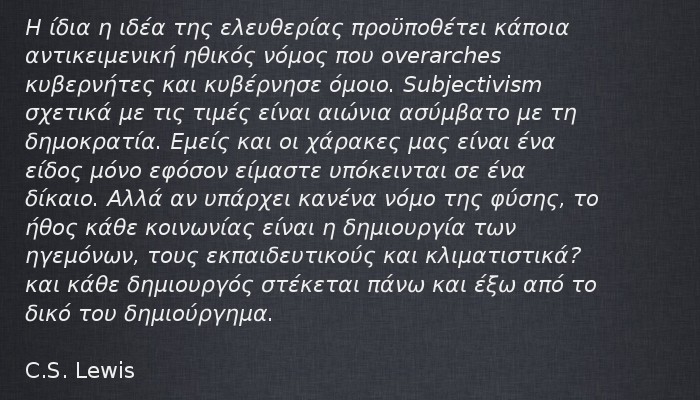 Η ίδια η ιδέα της ελευθερίας προϋποθέτει κάποια
αντικειμενική ηθικός νόμος που overarches
κυβερνήτες και κυβέρνησε όμοιο. Subjectivism
σχετικά με τις τιμές είναι αιώνια ασύμβατο με τη
δημοκρατία. Εμείς και οι χάρακες μας είναι ένα
είδος μόνο εφόσον είμαστε υπόκεινται σε ένα
δίκαιο. Αλλά αν υπάρχει κανένα νόμο της φύσης, το
ήθος κάθε κοινωνίας είναι η δημιουργία των
ηγεμόνων, τους εκπαιδευτικούς και κλιματιστικά?
και κάθε δημιουργός στέκεται πάνω και έξω από το
δικό του δημιούργημα.
C.S. Lewis